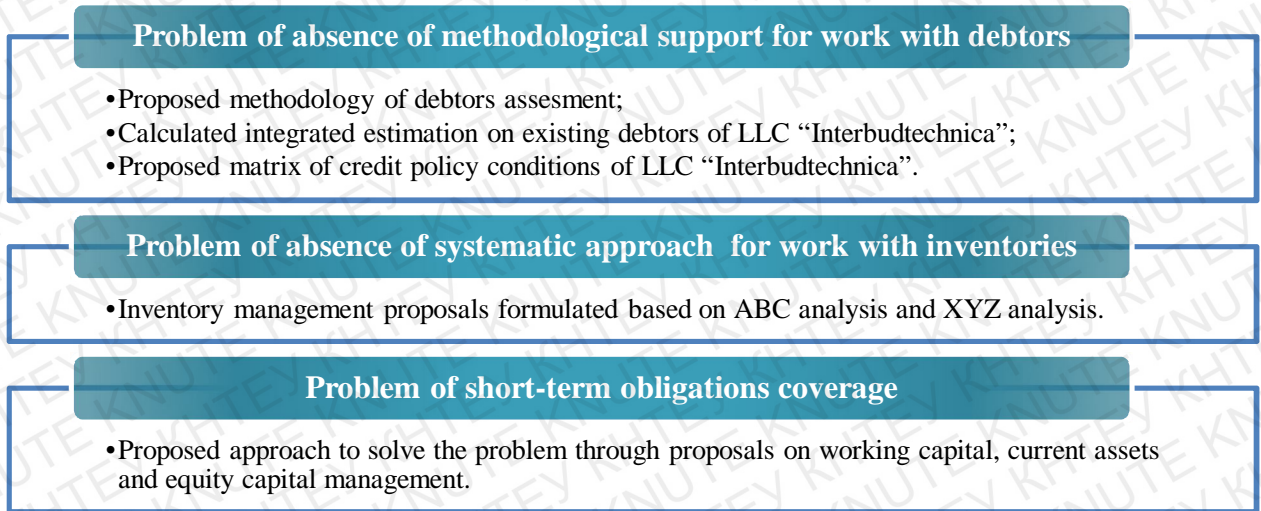 Problem of absence of methodological support for work with debtors
•Proposed methodology of debtors assesment;
•Calculated integrated estimation on existing debtors of LLC “Interbudtechnica”;
•Proposed matrix of credit policy conditions of LLC “Interbudtechnica”.
Problem of absence of systematic approach for work with inventories
•Inventory management proposals formulated based on ABC analysis and XYZ analysis.
Problem of short-term obligations coverage
•Proposed approach to solve the problem through proposals on working capital, current assets
and equity capital management.